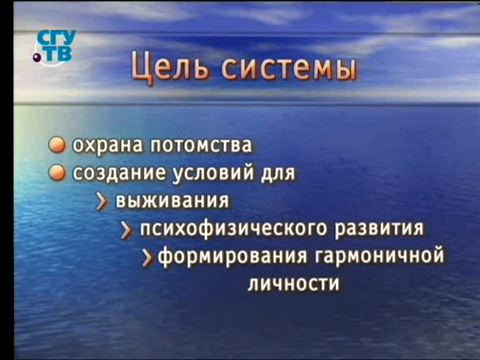 СГУ
ТВ
Цель системы
охрана потомства
создание условий для
выживания
психофизического развития
формирования гармоничной
личности